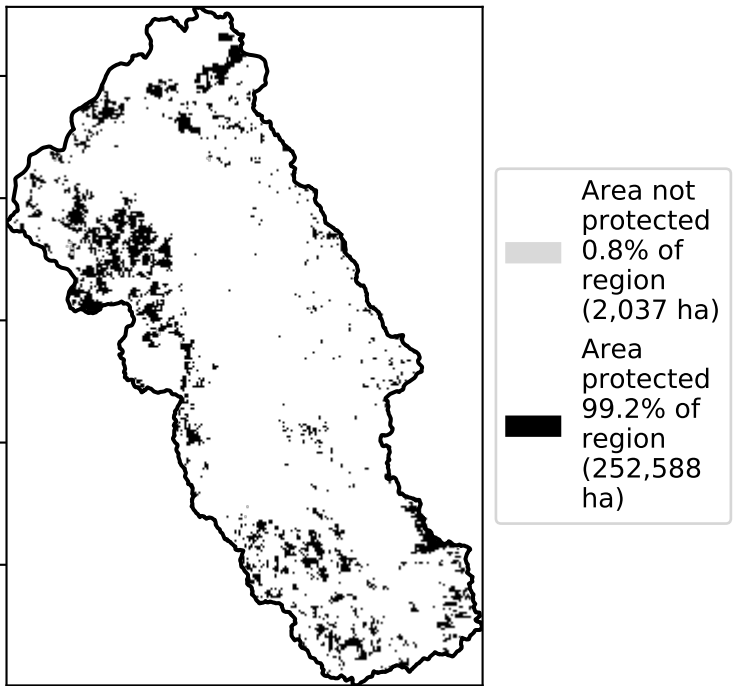 Area not
protected
0.8% of
region
(2,037 ha)
Area
protected
99.2% of
region
(252,588
ha)